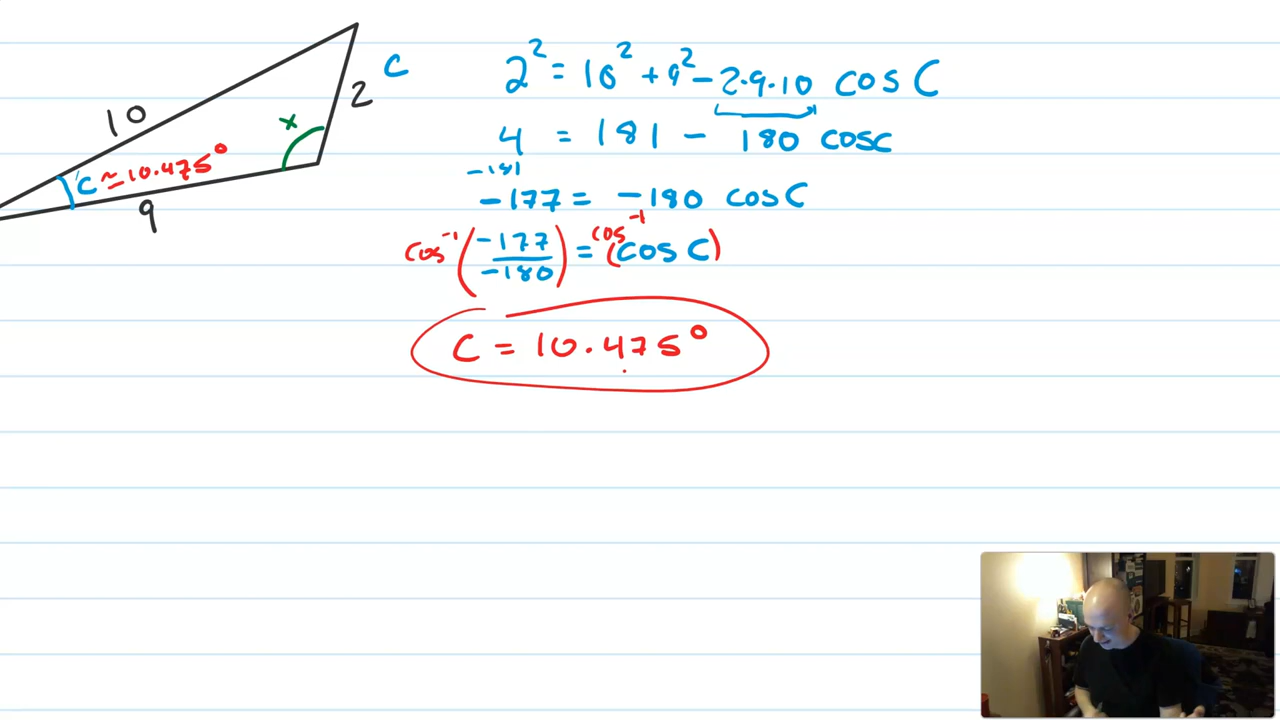 10
2
C
x
C ≈ 10.475°
9
2² = 10² + 9² – 2·9·10 cos C
4 = 181 – 180 cosc
-181
-177 = -180 cos C
cos⁻¹(-177/-180) = cos⁻¹(cos C)
C = 10.475°